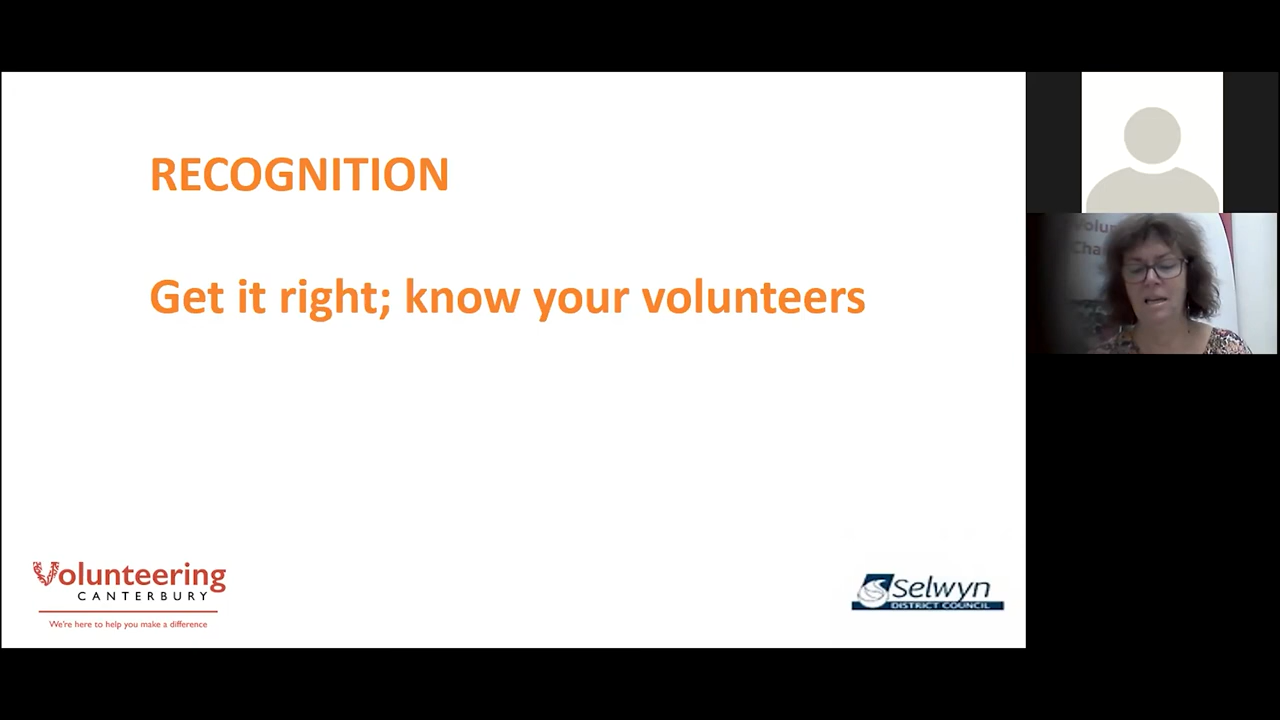 RECOGNITION
Get it right; know your volunteers
Volunteering
CANTERBURY
We're here to help you make a difference
Selwyn
DISTRICT COUNCIL